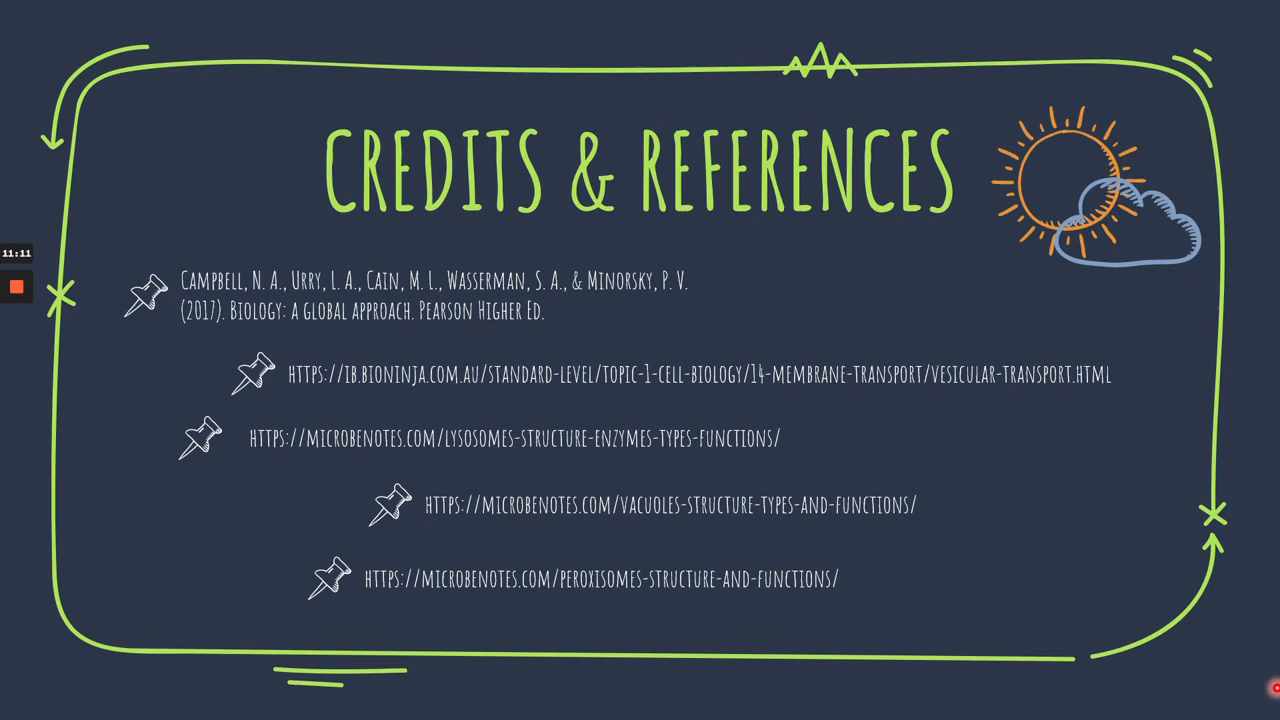 CREDITS & REFERENCES
11:11
CAMPBELL, N. A., URRY, L. A., CAIN, M. L., WASSERMAN, S. A., & MINORSKY, P. V.
(2017). BIOLOGY: A GLOBAL APPROACH. PEARSON HIGHER ED.
HTTPS://IB.BIONINJA.COM.AU/STANDARD-LEVEL/TOPIC-1-CELL-BIOLOGY/14-MEMBRANE-TRANSPORT/VESICULAR-TRANSPORT.HTML
HTTPS://MICROBENOTES.COM/LYSOSOMES-STRUCTURE-ENZYMES-TYPES-FUNCTIONS/
HTTPS://MICROBENOTES.COM/VACUOLES-STRUCTURE-TYPES-AND-FUNCTIONS/
HTTPS://MICROBENOTES.COM/PEROXISOMES-STRUCTURE-AND-FUNCTIONS/